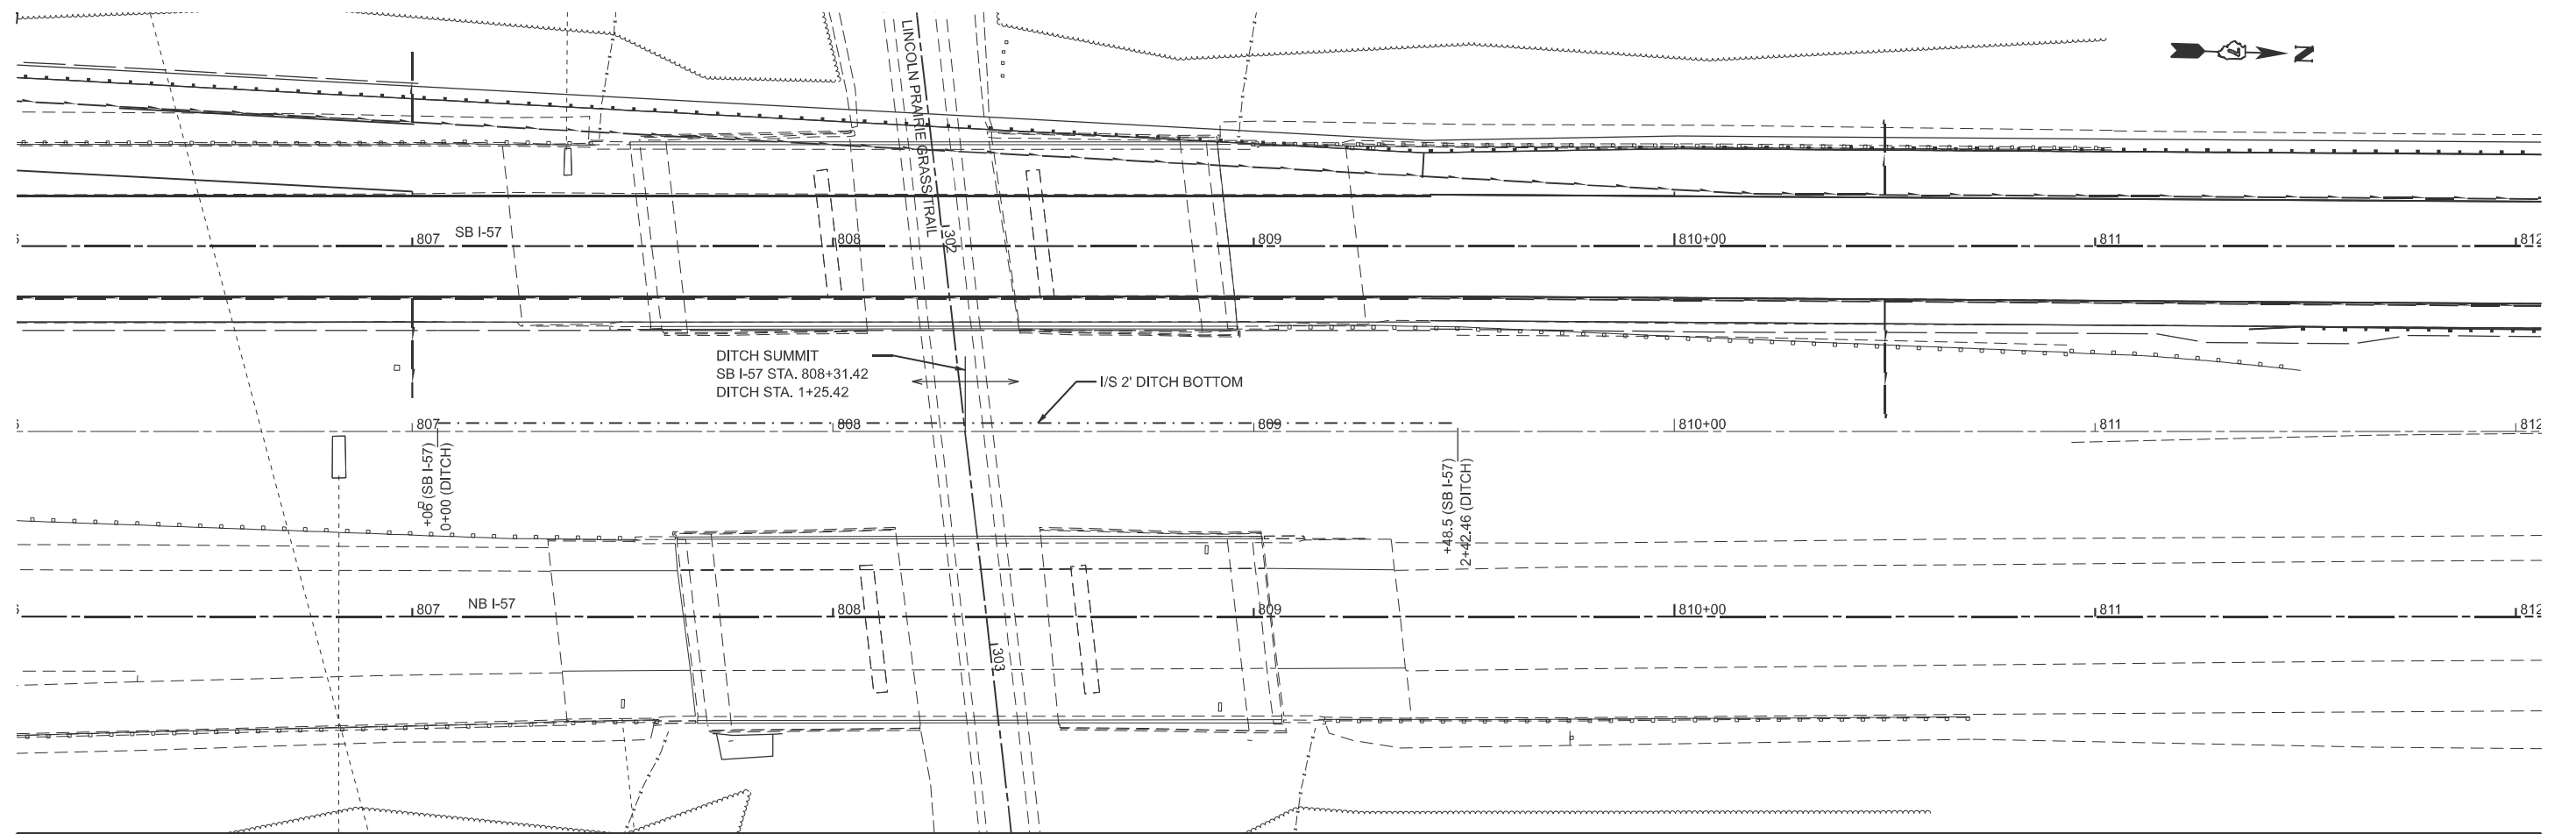 LINCOLN PRAIRIE GRASS TRAIL
N
302
SB I-57
807
808
809
810+00
811
812
DITCH SUMMIT
SB I-57 STA. 808+31.42
DITCH STA. 1+25.42
I/S 2' DITCH BOTTOM
807
808
809
810+00
811
812
+06 (SB I-57)
0+00 (DITCH)
+48.5 (SB I-57)
2+42.46 (DITCH)
NB I-57
807
808
809
810+00
811
812
303